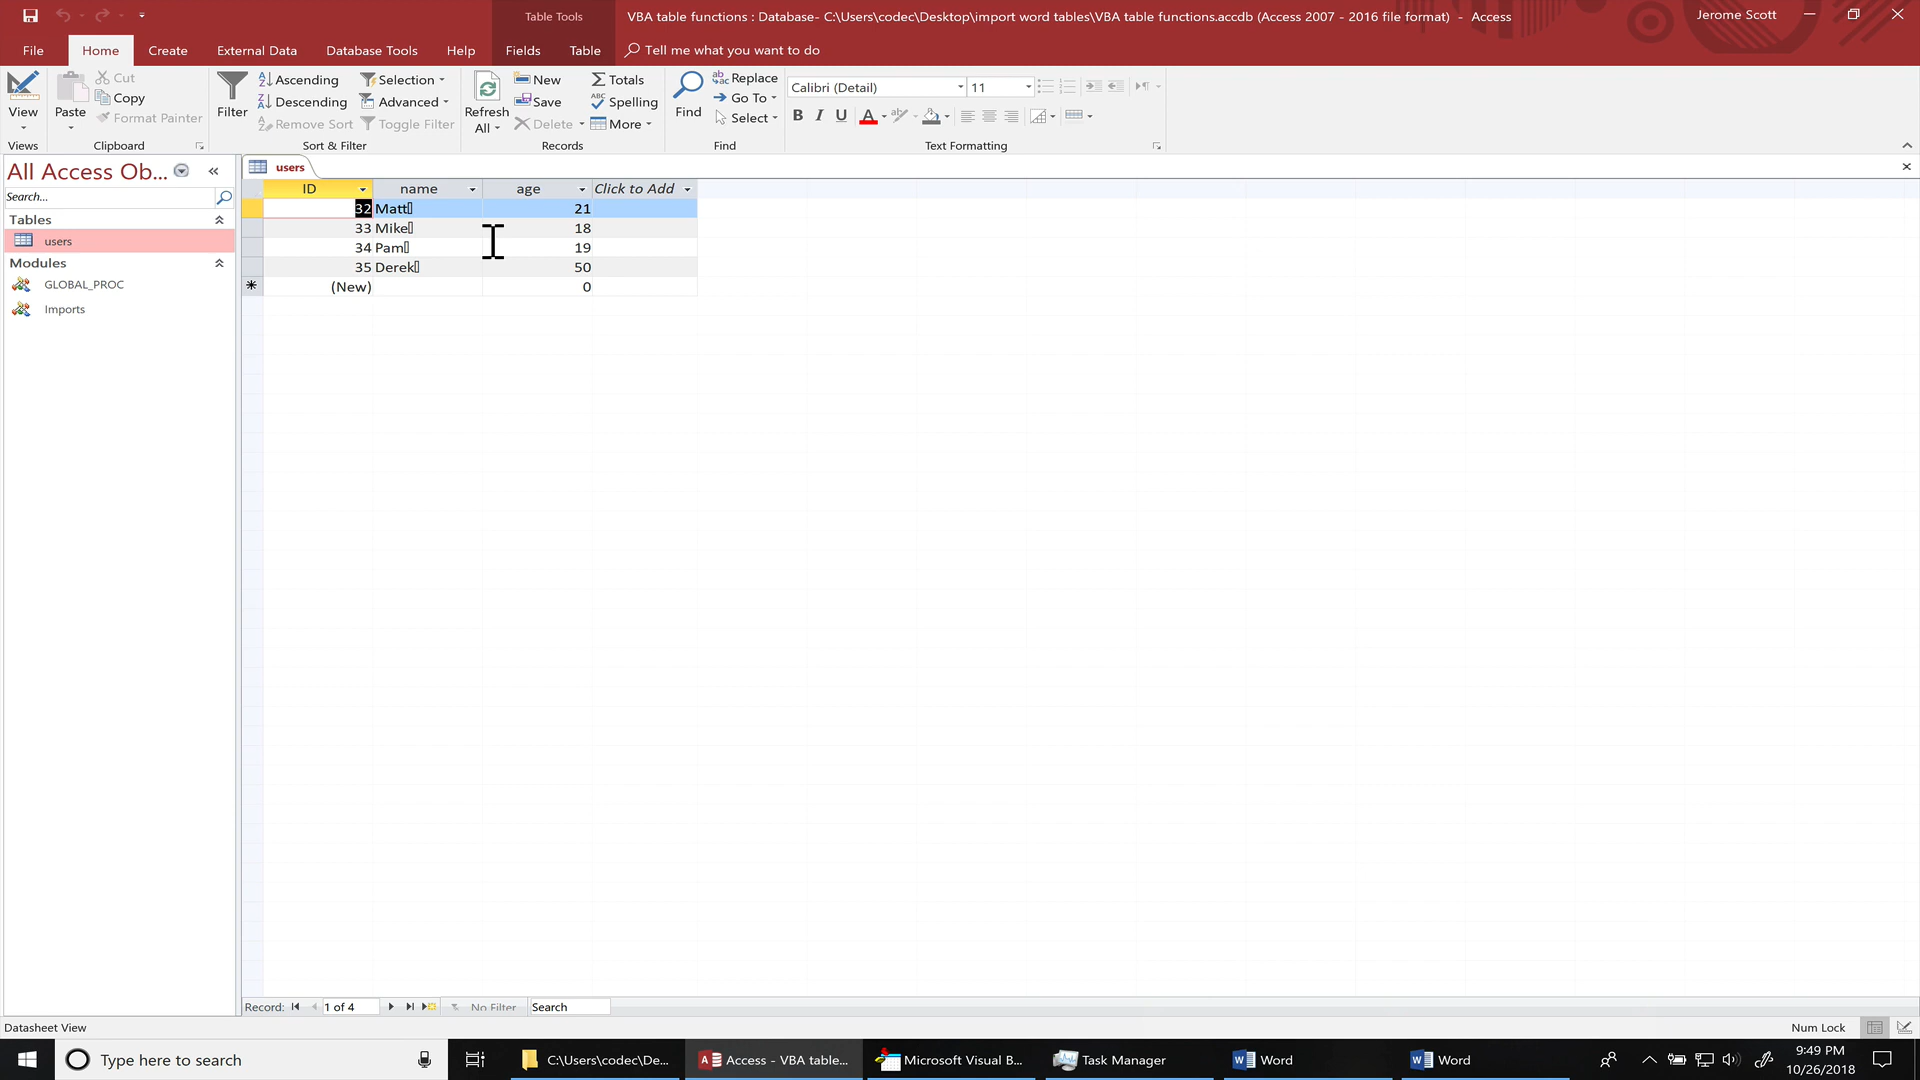 Table Tools
VBA table functions : Database- C:\Users\codec\Desktop\import word tables\VBA table functions.accdb (Access 2007 - 2016 file format) - Access
Jerome Scott
File Home Create External Data Database Tools Help Fields Table Tell me what you want to do
View
Views
Paste
Cut
Copy
Format Painter
Clipboard
Filter
Ascending
Descending
Remove Sort
Selection
Advanced
Toggle Filter
Sort & Filter
Refresh
All
New
Save
Delete
Totals
Spelling
More
Records
Find
Replace
Go To
Select
Find
Calibri (Detail) 11
B I U A
Text Formatting
All Access Ob...
Search...
Tables
users
Modules
GLOBAL_PROC
Imports
users
ID name age Click to Add
32 Matt 21
33 Mike 18
34 Pam 19
35 Derek 50
(New) 0
Record: 1 of 4 No Filter Search
Datasheet View
Num Lock
Type here to search
C:\Users\codec\De...
Access - VBA table...
Microsoft Visual B...
Task Manager
Word
Word
9:49 PM
10/26/2018